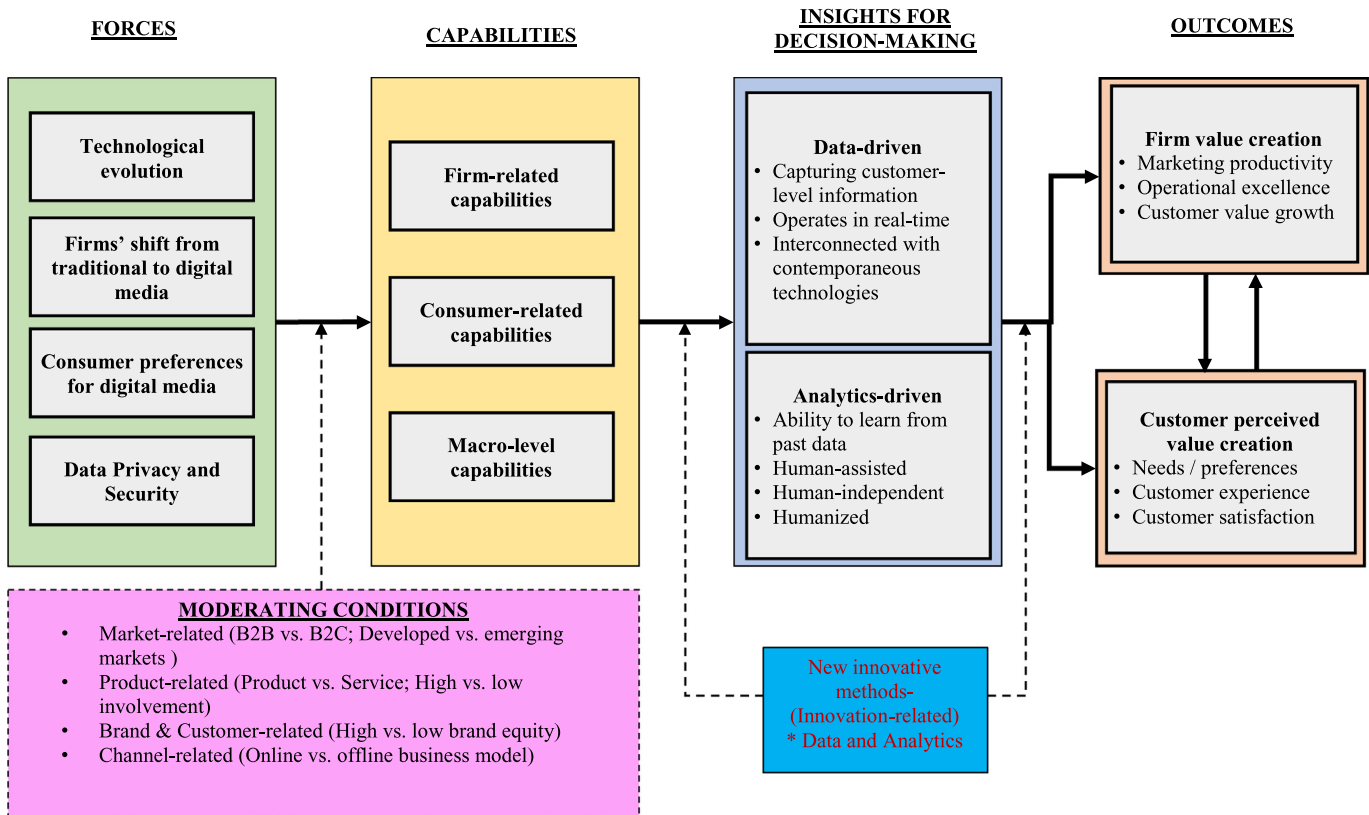 FORCES
CAPABILITIES
INSIGHTS FOR
DECISION-MAKING
OUTCOMES
Technological
evolution
Firms' shift from
traditional to digital
media
Consumer preferences
for digital media
Data Privacy and
Security
Firm-related
capabilities
Consumer-related
capabilities
Macro-level
capabilities
Data-driven
• Capturing customer-
level information
• Operates in real-time
• Interconnected with
contemporaneous
technologies
Analytics-driven
• Ability to learn from
past data
• Human-assisted
• Human-independent
• Humanized
Firm value creation
• Marketing productivity
• Operational excellence
• Customer value growth
Customer perceived
value creation
• Needs / preferences
• Customer experience
• Customer satisfaction
MODERATING CONDITIONS
• Market-related (B2B vs. B2C; Developed vs. emerging
markets )
• Product-related (Product vs. Service; High vs. low
involvement)
• Brand & Customer-related (High vs. low brand equity)
• Channel-related (Online vs. offline business model)
New innovative
methods-
(Innovation-related)
* Data and Analytics